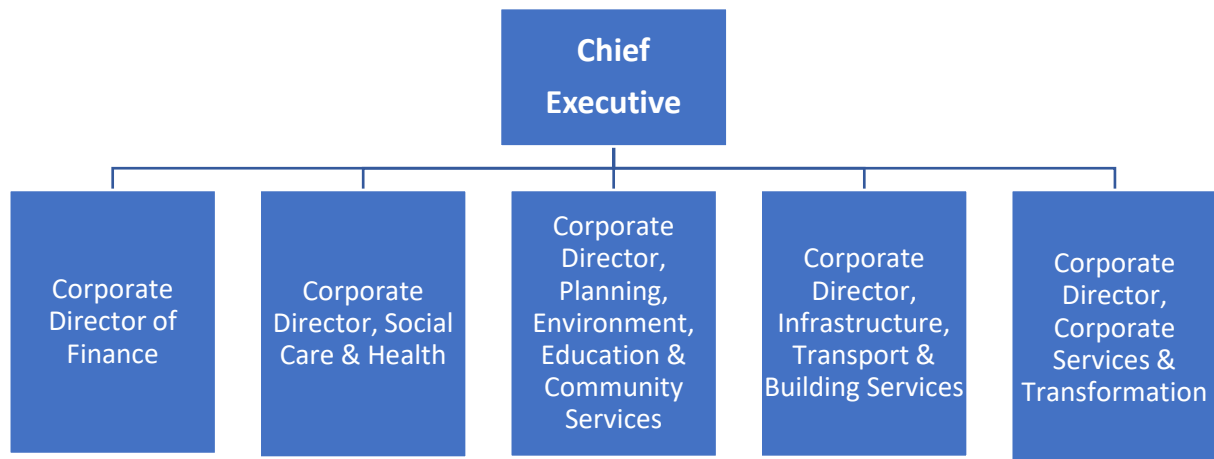 Chief
Executive
Corporate
Director of
Finance
Corporate
Director, Social
Care & Health
Corporate
Director,
Planning,
Environment,
Education &
Community
Services
Corporate
Director,
Infrastructure,
Transport &
Building Services
Corporate
Director,
Corporate
Services &
Transformation